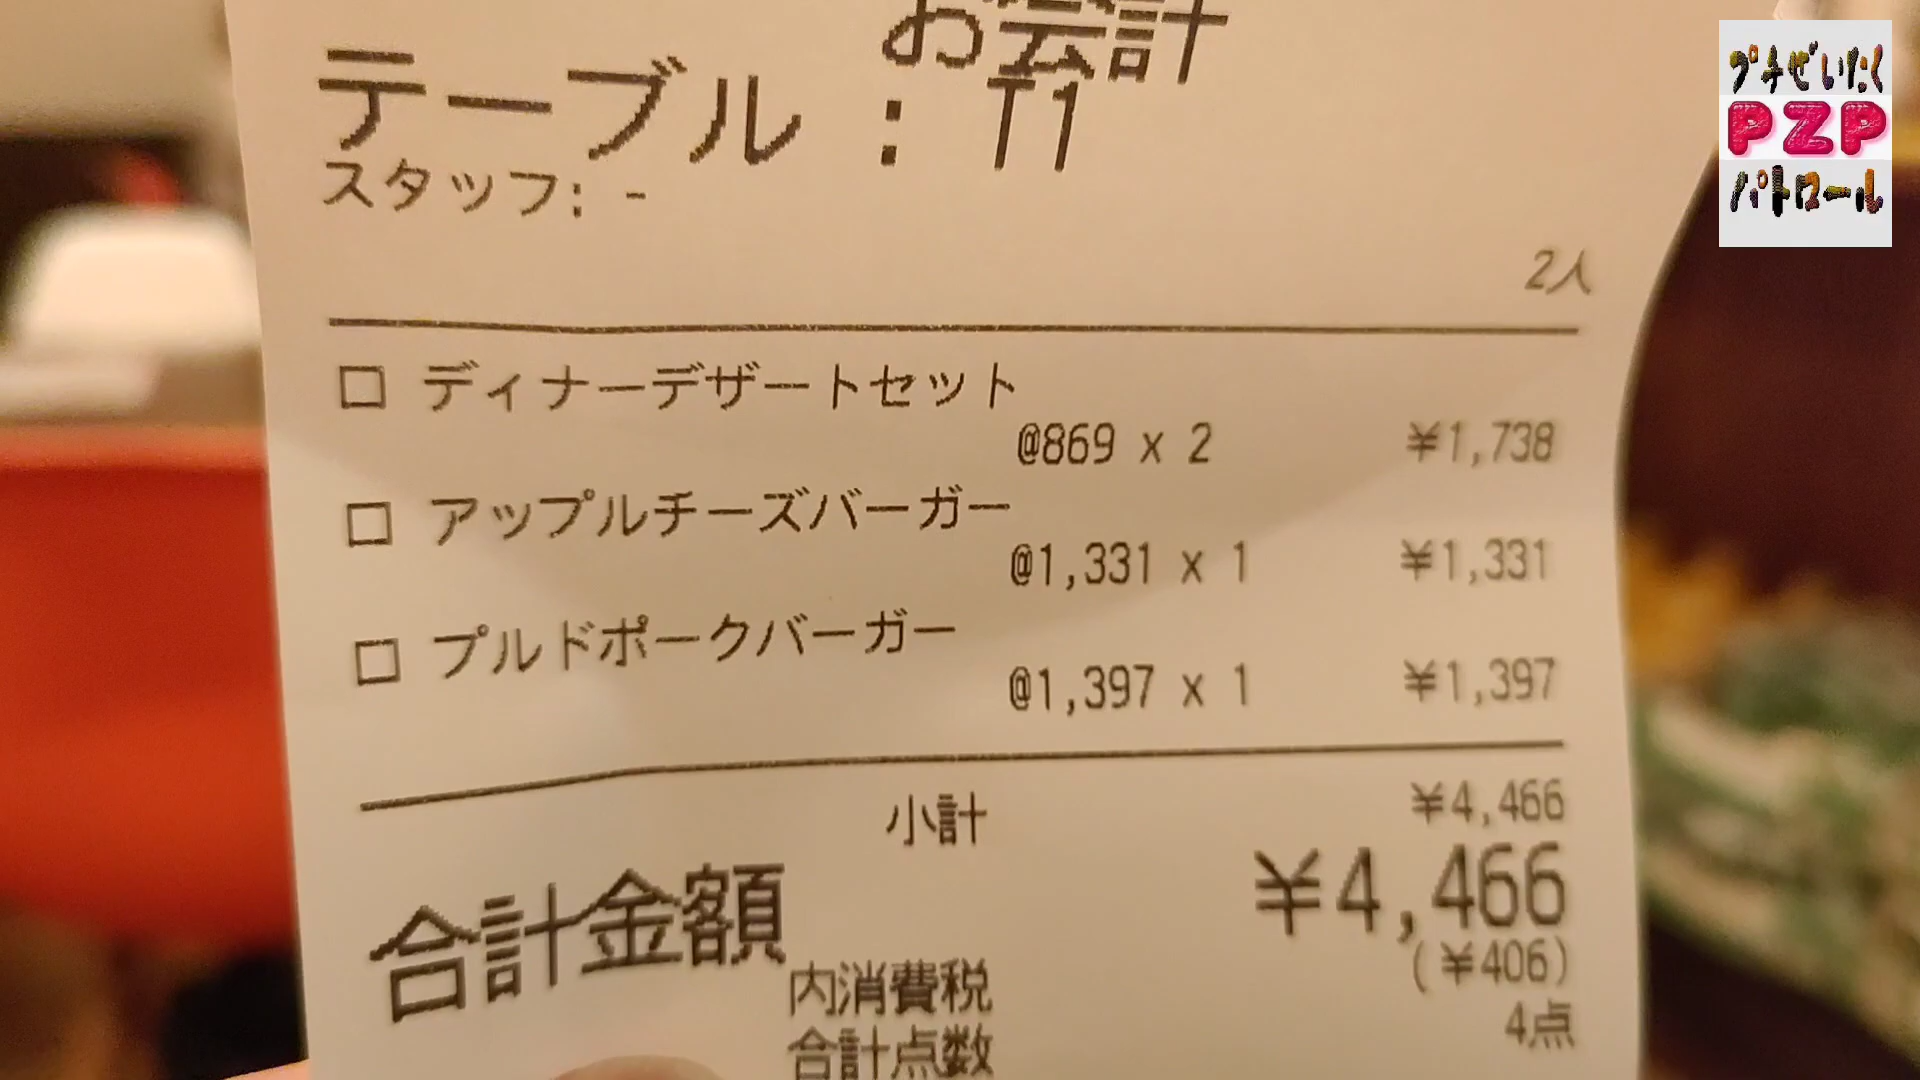 お会計
テーブル : T1
スタッフ: -
2人
□ ディナーデザートセット
@869 x 2 ¥1,738
□ アップルチーズバーガー
@1,331 x 1 ¥1,331
□ プルドポークバーガー
@1,397 x 1 ¥1,397
小計 ¥4,466
合計金額 ¥4,466
内消費税 (¥406)
合計点数 4点
プチぜいたく
PZP
パトロール